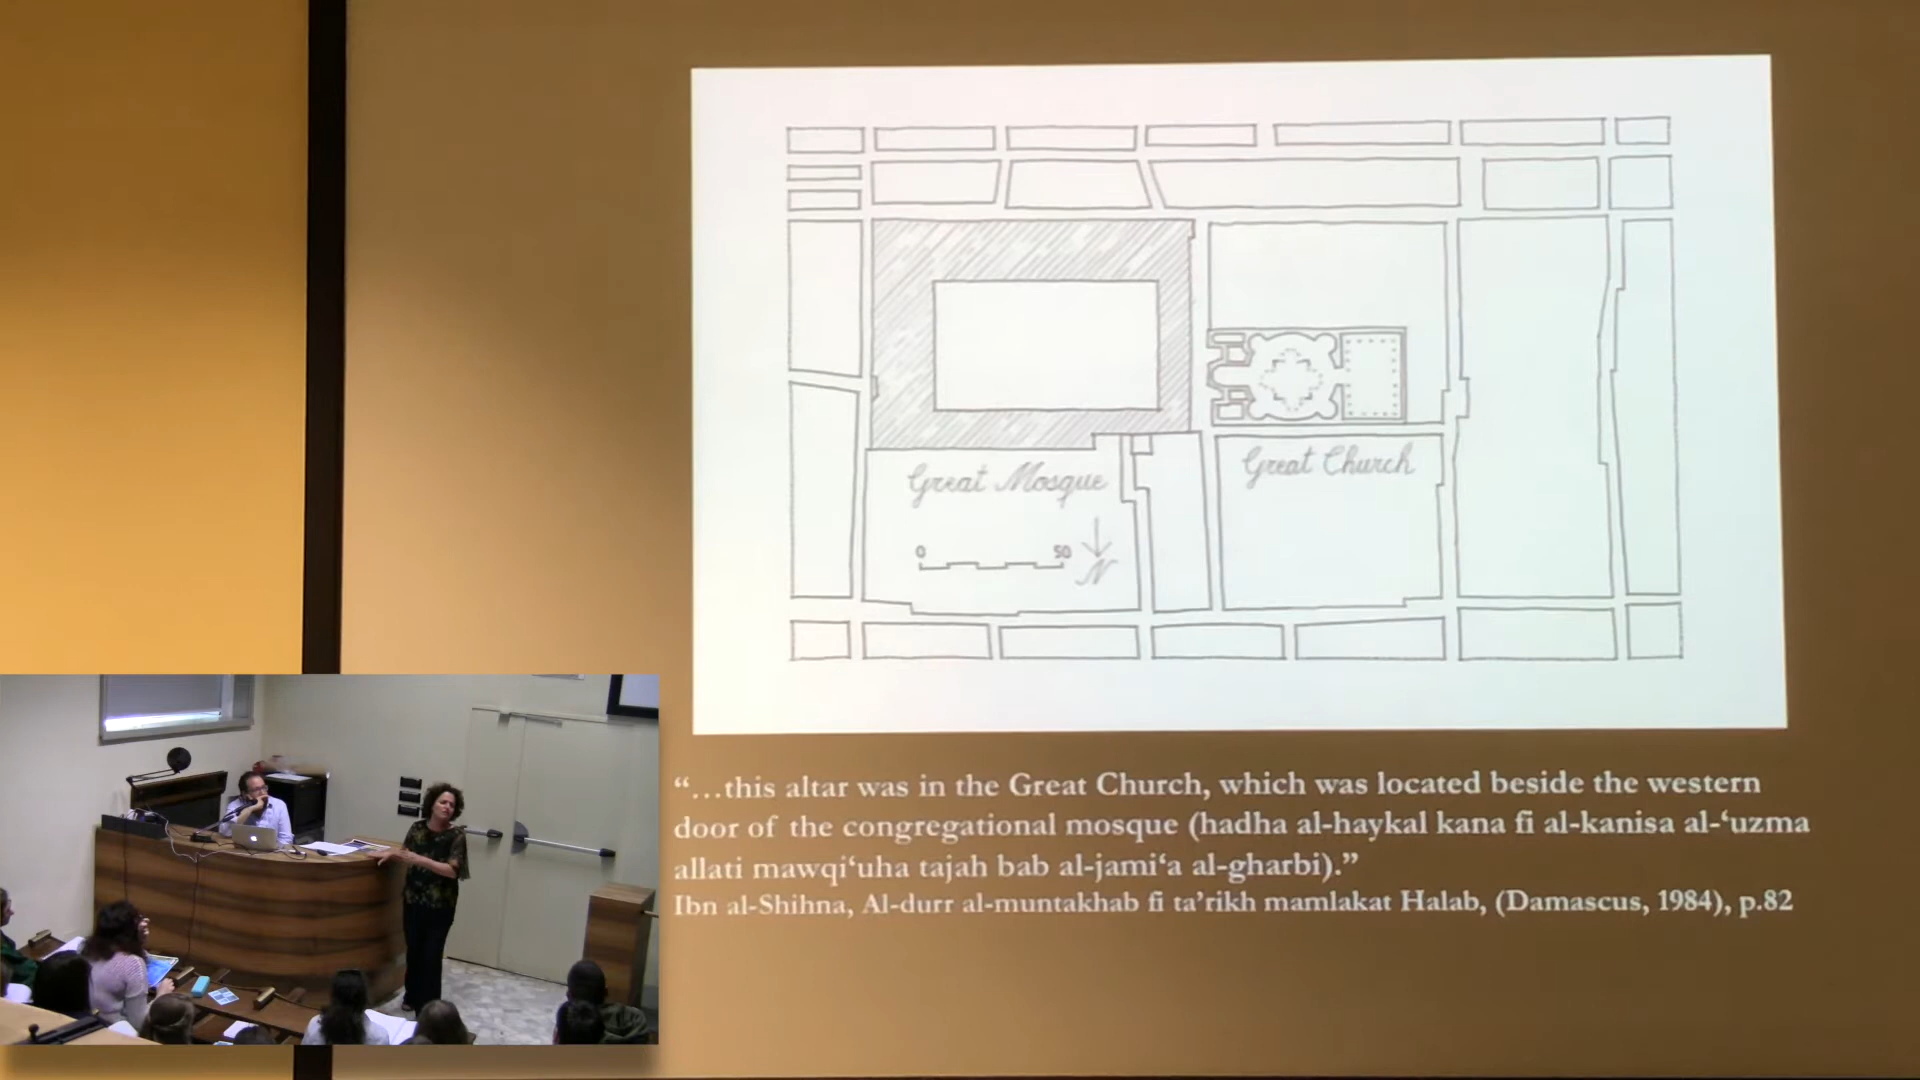 Great Mosque
Great Church
0 50
N
“…this altar was in the Great Church, which was located beside the western
door of the congregational mosque (hadha al-haykal kana fi al-kanisa al-‘uzma
allati mawqi‘uha tajah bab al-jami‘a al-gharbi).”
Ibn al-Shihna, Al-durr al-muntakhab fi ta’rikh mamlakat Halab, (Damascus, 1984), p.82